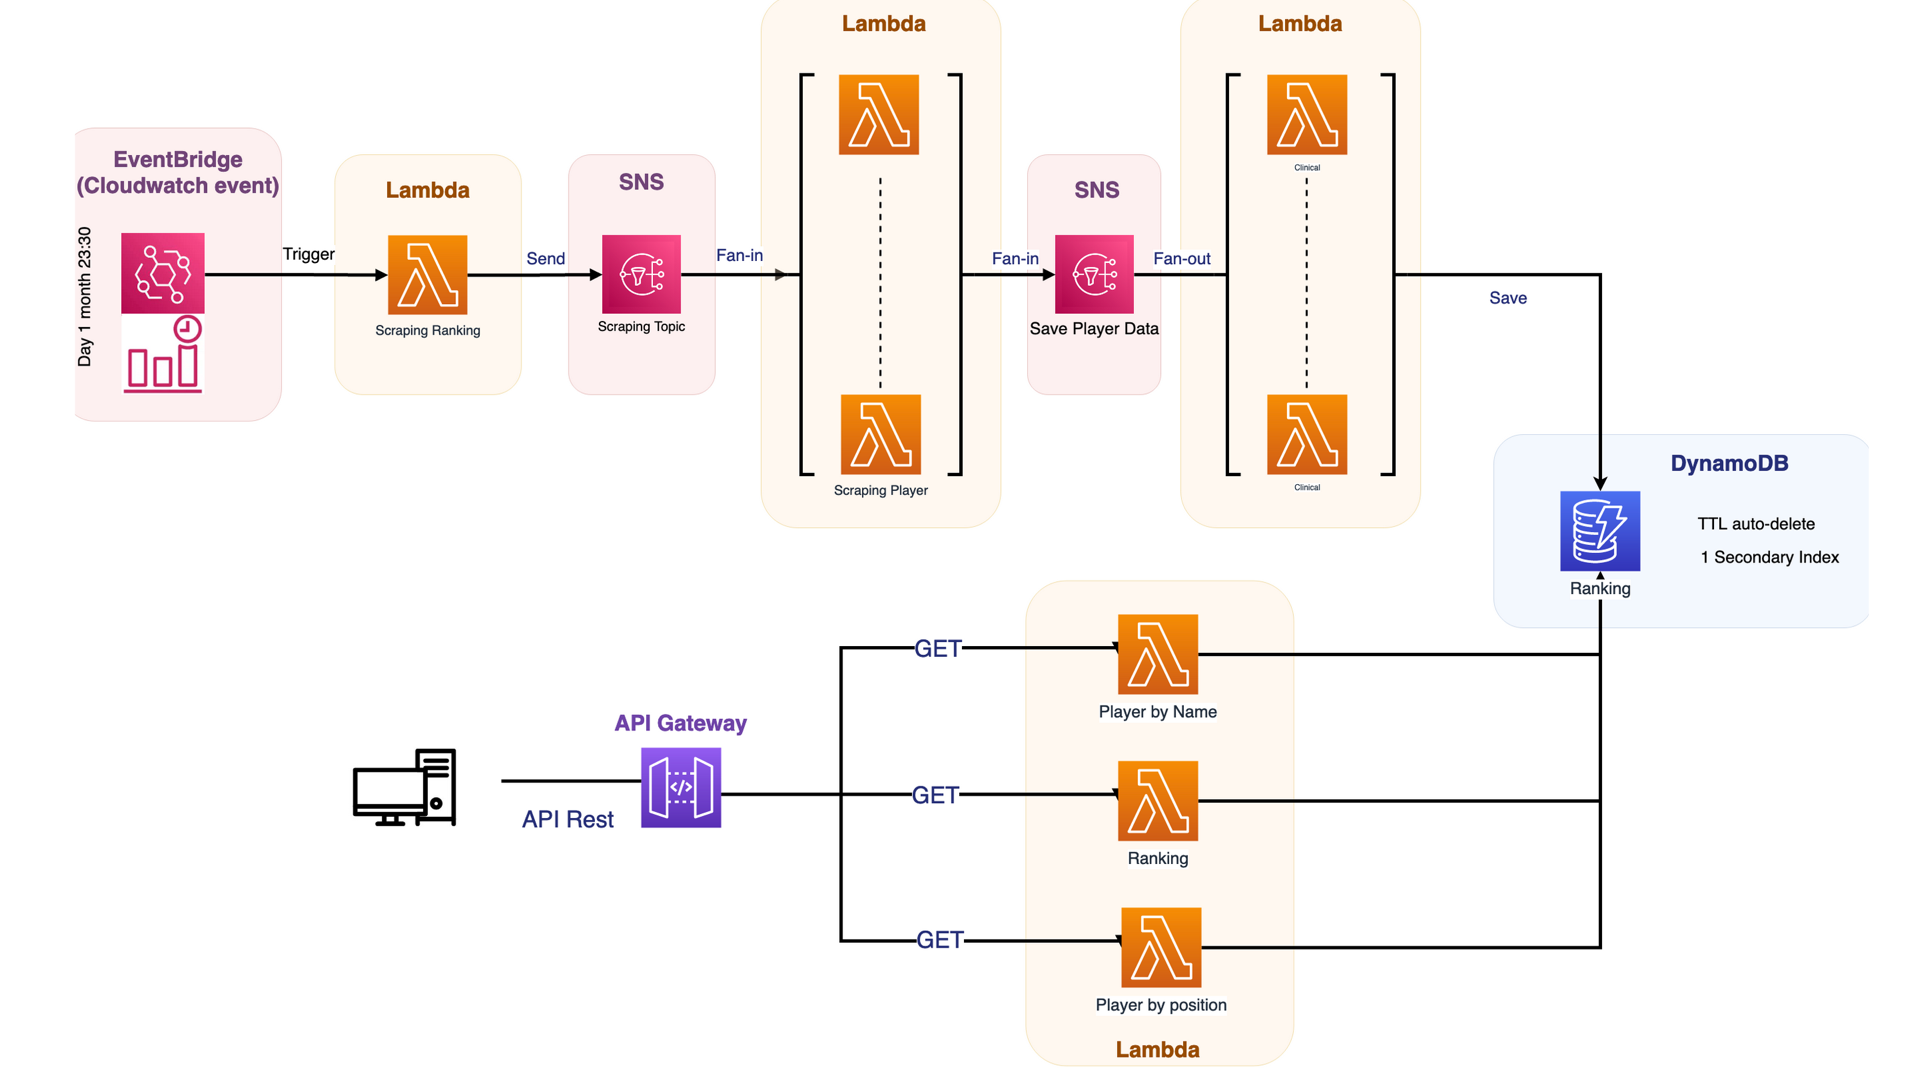 Lambda
Lambda
EventBridge
(Cloudwatch event)
Day 1 month 23:30
Trigger
Lambda
Scraping Ranking
Send
SNS
Scraping Topic
Fan-in
Scraping Player
Fan-in
SNS
Save Player Data
Fan-out
Clinical
Clinical
Save
DynamoDB
TTL auto-delete
1 Secondary Index
Ranking
GET
Player by Name
API Gateway
API Rest
GET
Ranking
GET
Player by position
Lambda